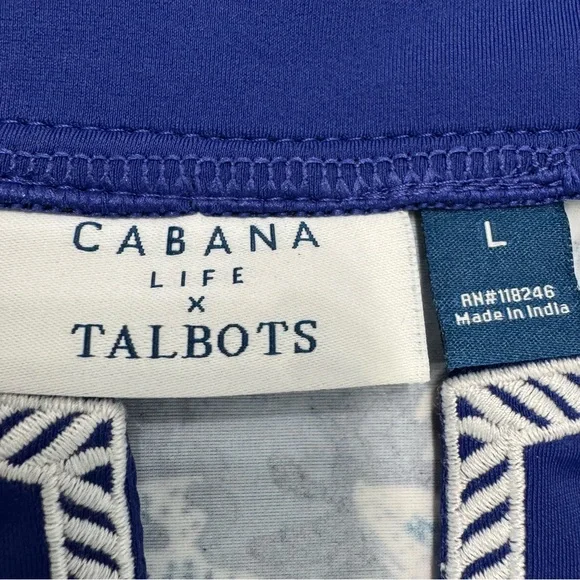 CABANA
LIFE
X
TALBOTS
L
RN#118246
Made In India